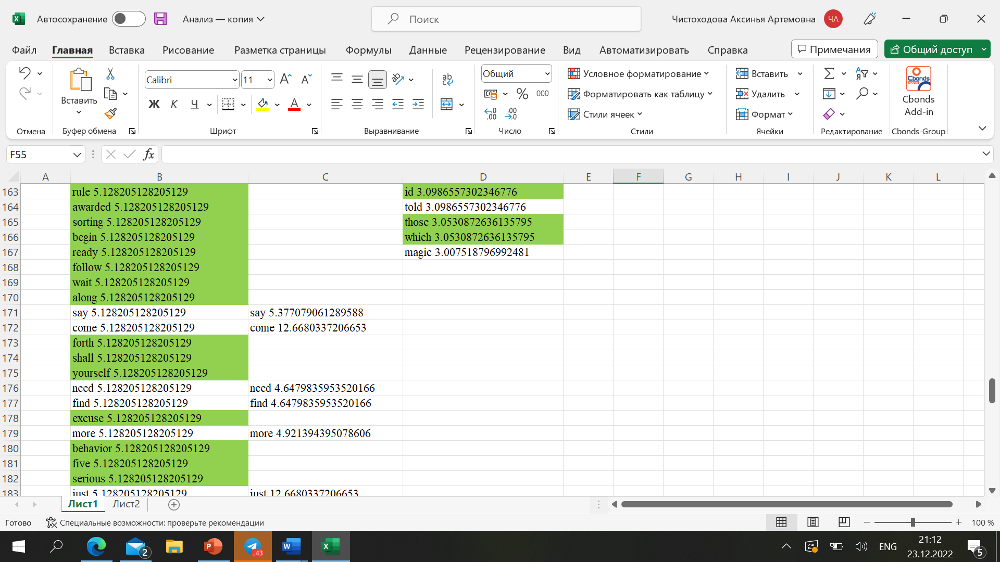 Автосохранение
Анализ — копия
Поиск
Чистоходова Аксинья Артемовна
ЧА
Файл Главная Вставка Рисование Разметка страницы Формулы Данные Рецензирование Вид Автоматизировать Справка
Примечания
Общий доступ
Вставить
Calibri
11
Ж К Ч
Общий
000
Условное форматирование
Форматировать как таблицу
Стили ячеек
Вставить
Удалить
Формат
Cbonds
Cbonds
Add-in
Отмена
Буфер обмена
Шрифт
Выравнивание
Число
Стили
Ячейки
Редактирование
Cbonds-Group
F55
fx
A B C D E F G H I J K L
163 rule 5.128205128205129 id 3.0986557302346776
164 awarded 5.128205128205129 told 3.0986557302346776
165 sorting 5.128205128205129 those 3.0530872636135795
166 begin 5.128205128205129 which 3.0530872636135795
167 ready 5.128205128205129 magic 3.007518796992481
168 follow 5.128205128205129
169 wait 5.128205128205129
170 along 5.128205128205129
171 say 5.128205128205129 say 5.377079061289588
172 come 5.128205128205129 come 12.6680337206653
173 forth 5.128205128205129
174 shall 5.128205128205129
175 yourself 5.128205128205129
176 need 5.128205128205129 need 4.6479835953520166
177 find 5.128205128205129 find 4.6479835953520166
178 excuse 5.128205128205129
179 more 5.128205128205129 more 4.921394395078606
180 behavior 5.128205128205129
181 five 5.128205128205129
182 serious 5.128205128205129
183 just 5.128205128205129 just 12.6680337206653
Лист1 Лист2
Готово
Специальные возможности: проверьте рекомендации
100 %
2
..43
ENG
21:12
23.12.2022
5